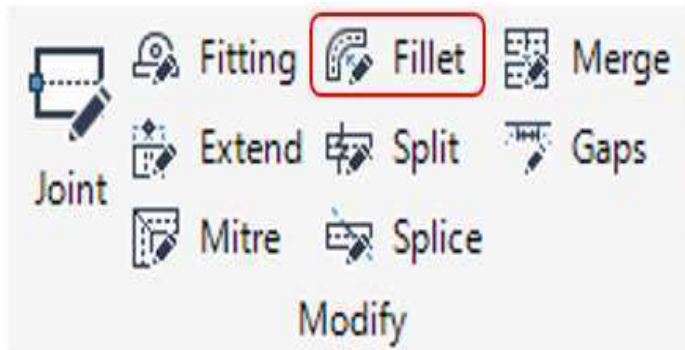 Fitting Fillet Merge
Extend Split Gaps
Joint
Mitre Splice
Modify